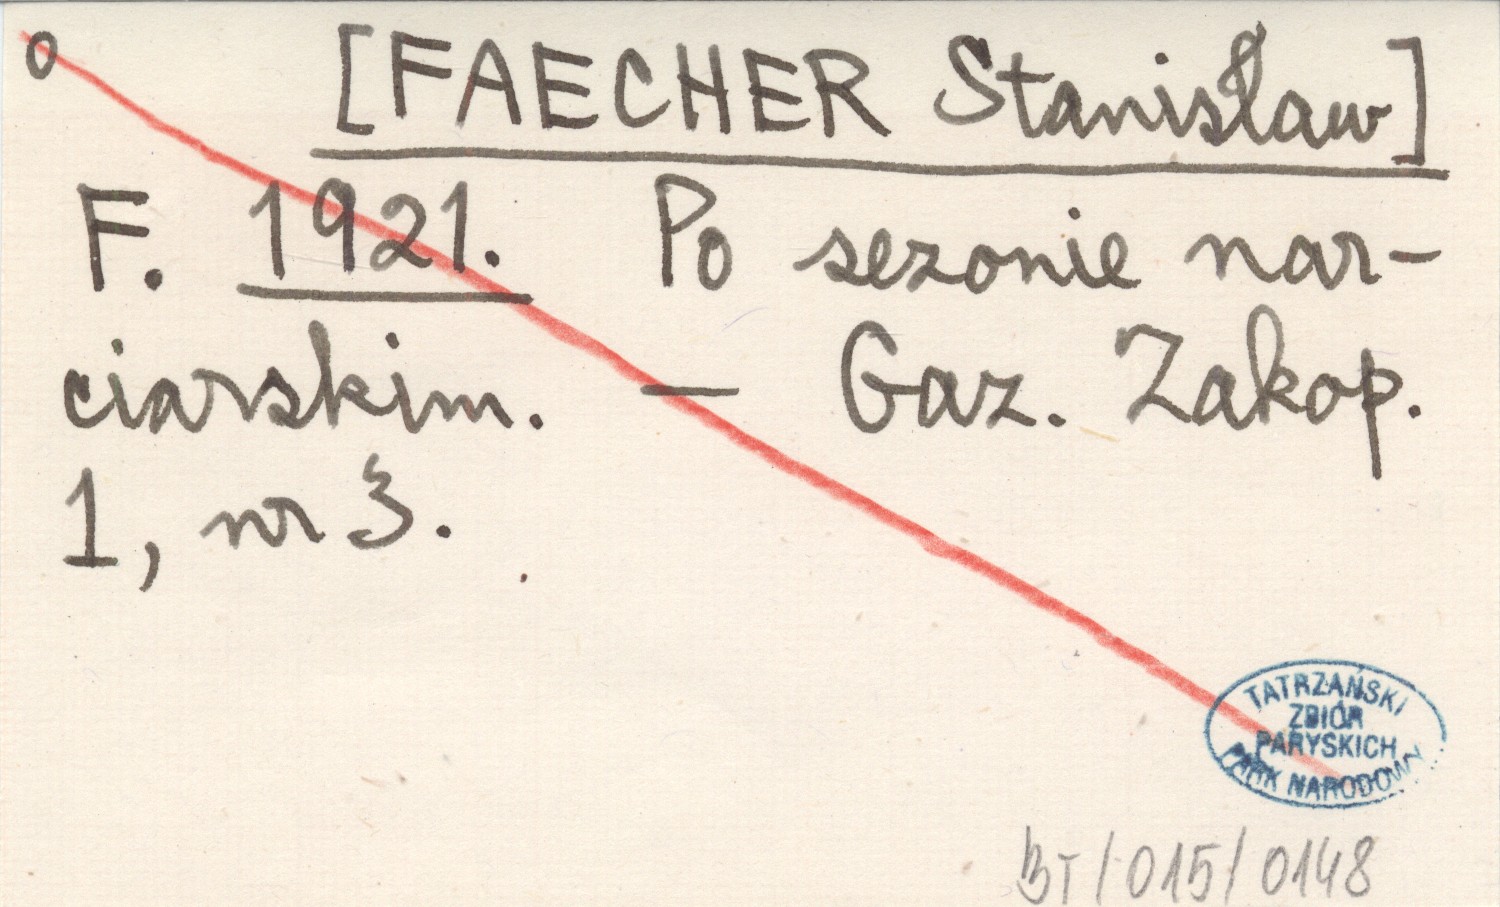 o [FAECHER Stanisław]
F. 1921. Po sezonie nar-
ciarskim. — Gaz. Zakop.
1, nr 3.
TATRZAŃSKI
ZBIÓR
PARYSKICH
PARK NARODOWY
BT/015/0148